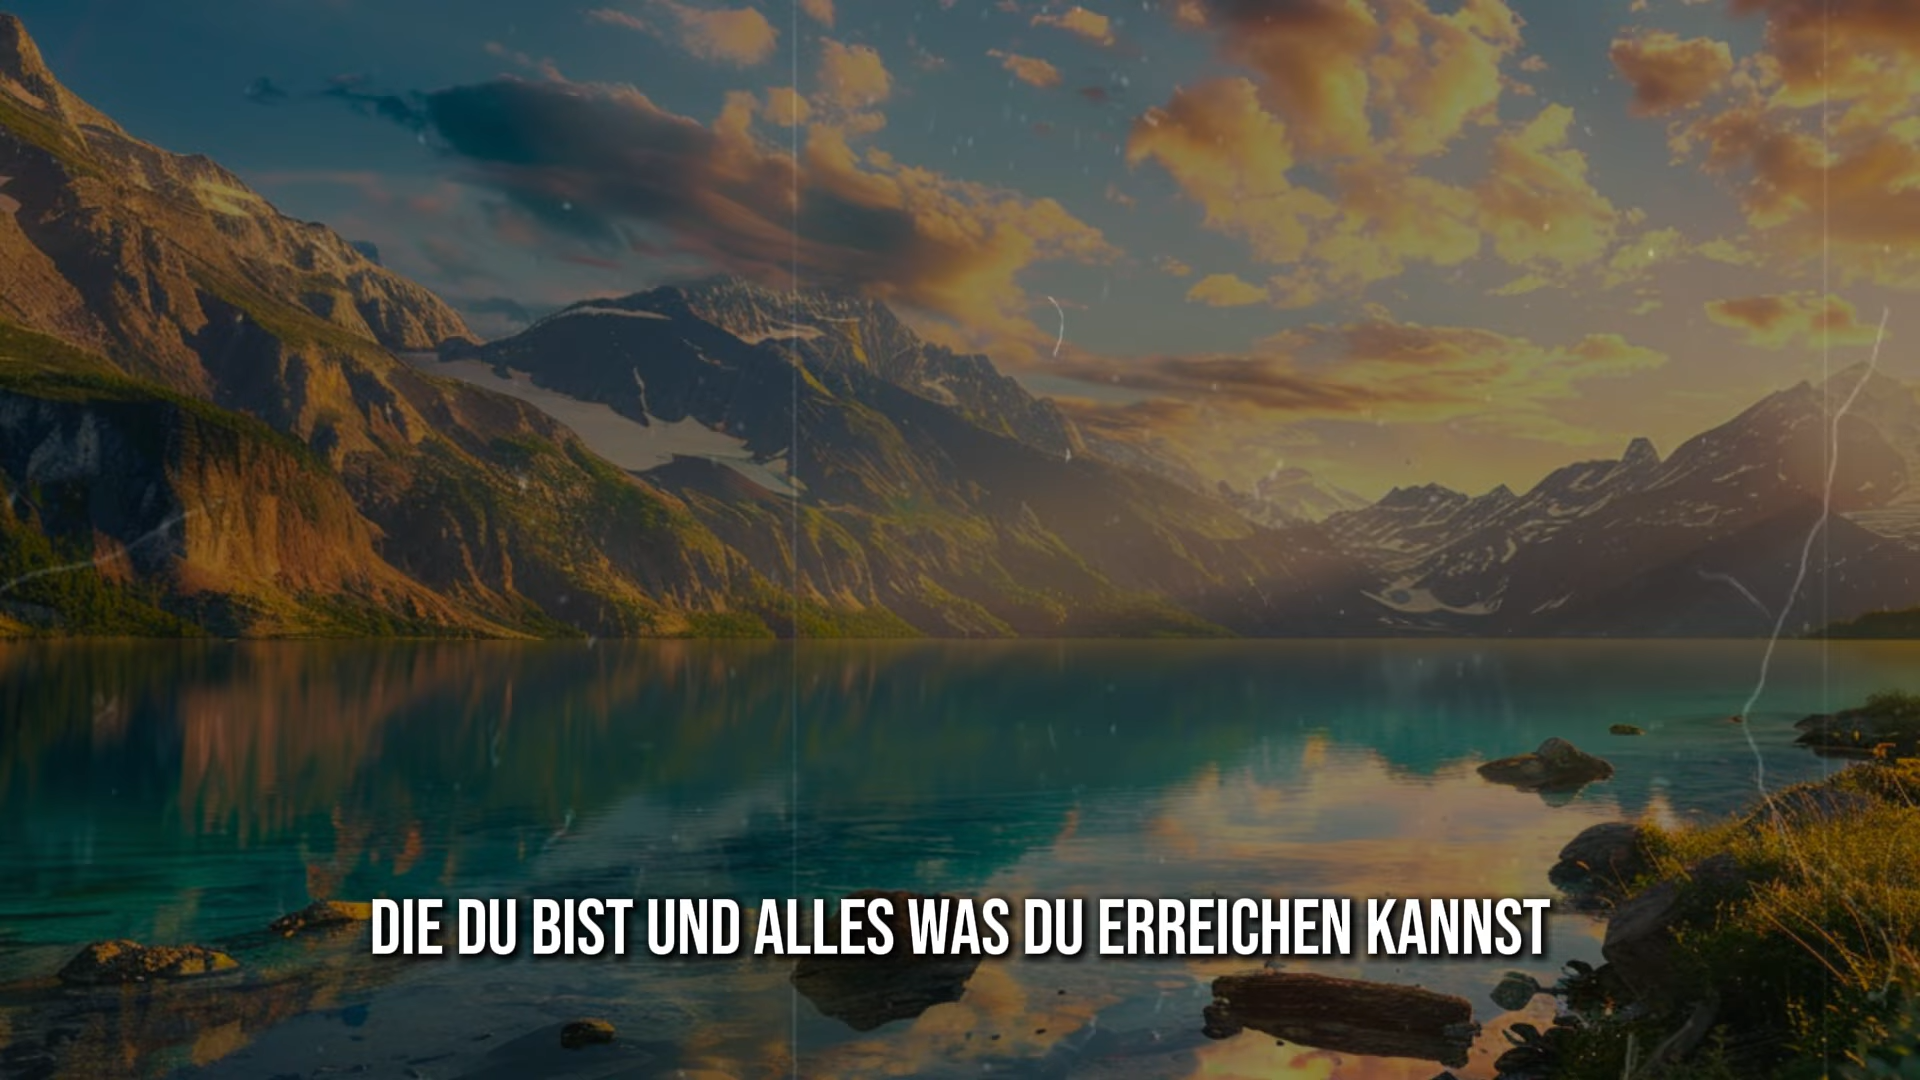 DIE DU BIST UND ALLES WAS DU ERREICHEN KANNST